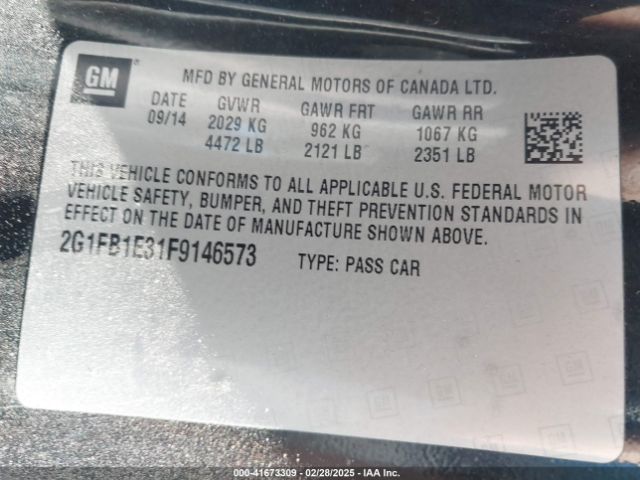 GM
MFD BY GENERAL MOTORS OF CANADA LTD.
DATE GVWR GAWR FRT GAWR RR
09/14 2029 KG 962 KG 1067 KG
4472 LB 2121 LB 2351 LB
THIS VEHICLE CONFORMS TO ALL APPLICABLE U.S. FEDERAL MOTOR
VEHICLE SAFETY, BUMPER, AND THEFT PREVENTION STANDARDS IN
EFFECT ON THE DATE OF MANUFACTURE SHOWN ABOVE.
2G1FB1E31F9146573 TYPE: PASS CAR
000-41673309 - 02/28/2025 - IAA Inc.